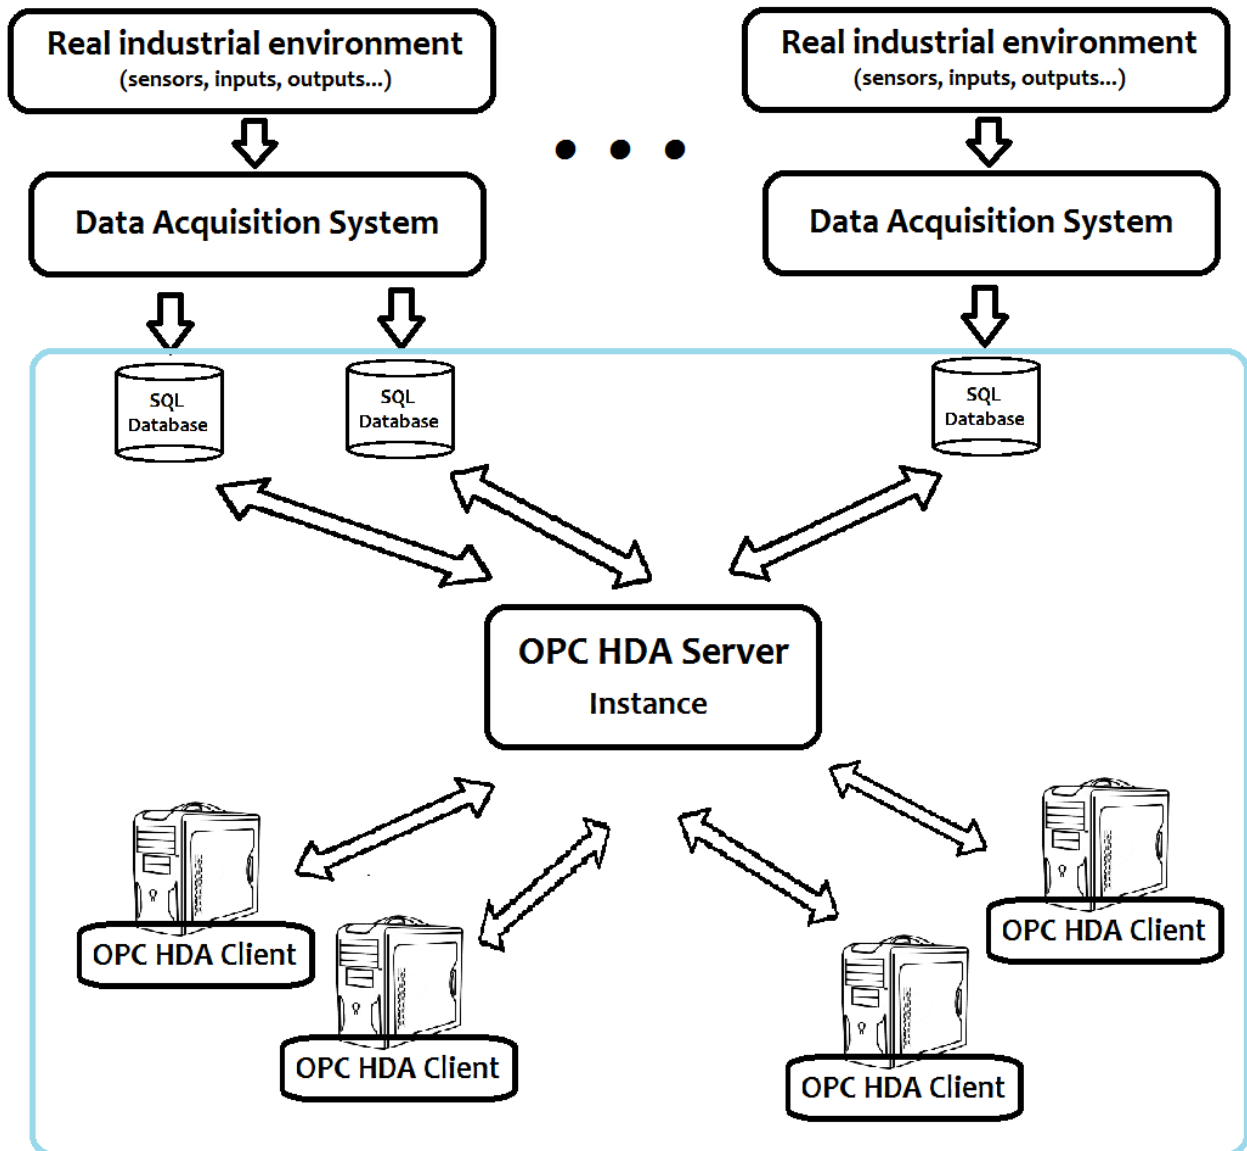 Real industrial environment
(sensors, inputs, outputs...)
Real industrial environment
(sensors, inputs, outputs...)
Data Acquisition System
Data Acquisition System
SQL
Database
SQL
Database
SQL
Database
OPC HDA Server
Instance
OPC HDA Client
OPC HDA Client
OPC HDA Client
OPC HDA Client